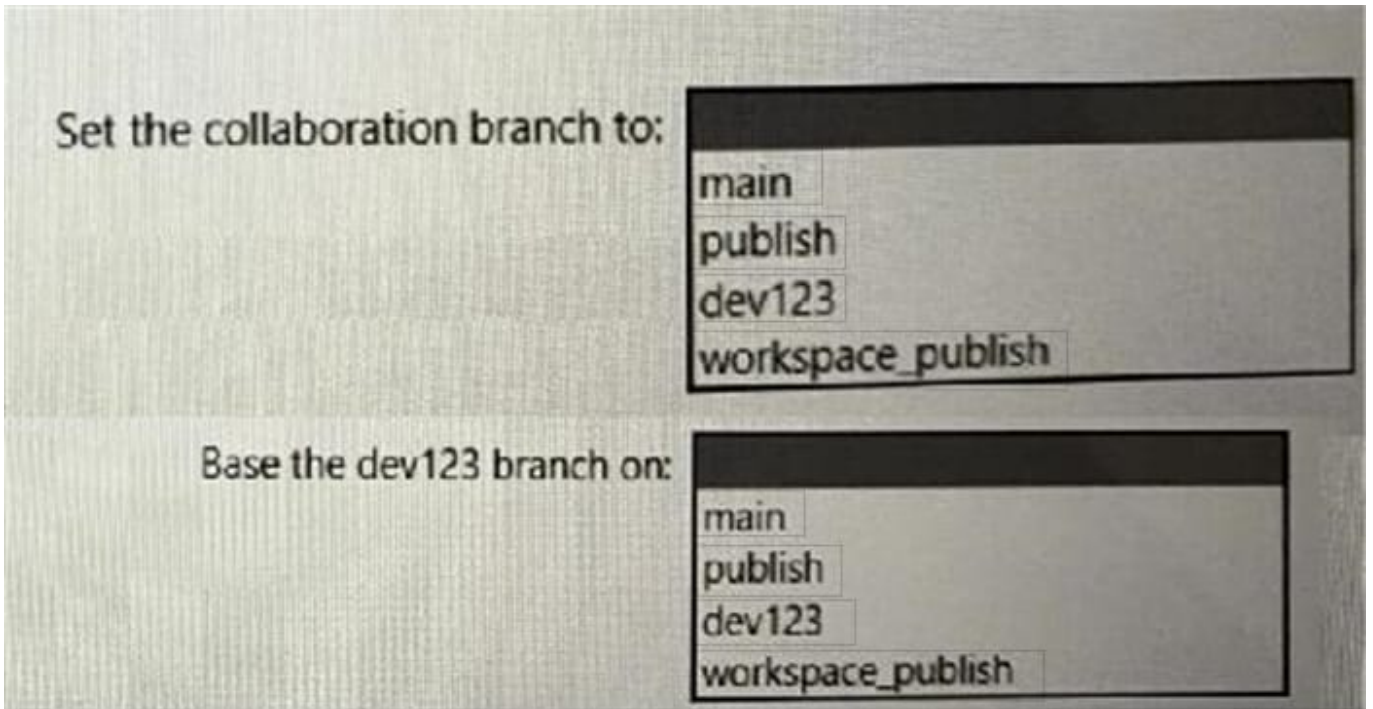 Set the collaboration branch to:
main
publish
dev123
workspace_publish
Base the dev123 branch on:
main
publish
dev123
workspace_publish